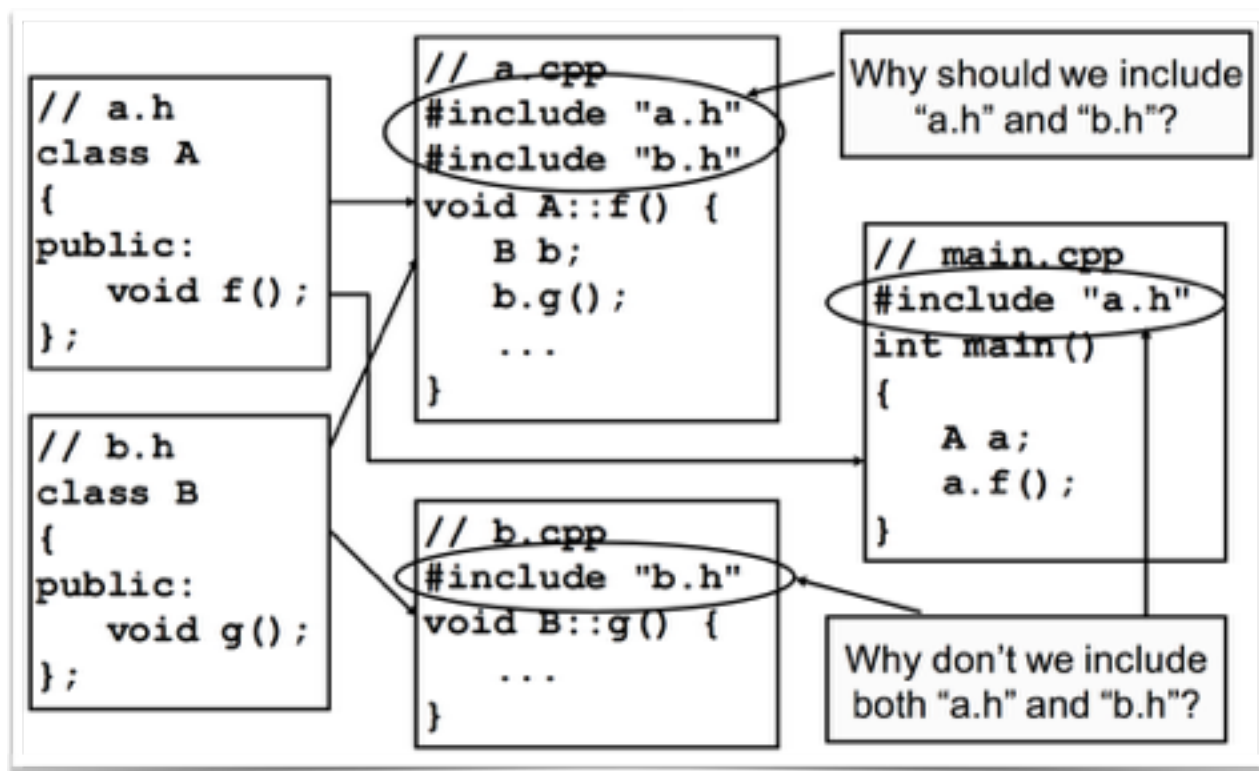 // a.h
class A
{
public:
void f();
};
// b.h
class B
{
public:
void g();
};
// a.cpp
#include "a.h"
#include "b.h"
void A::f() {
B b;
b.g();
...
}
// b.cpp
#include "b.h"
void B::g() {
...
}
Why should we include
“a.h” and “b.h”?
// main.cpp
#include "a.h"
int main()
{
A a;
a.f();
}
Why don’t we include
both “a.h” and “b.h”?